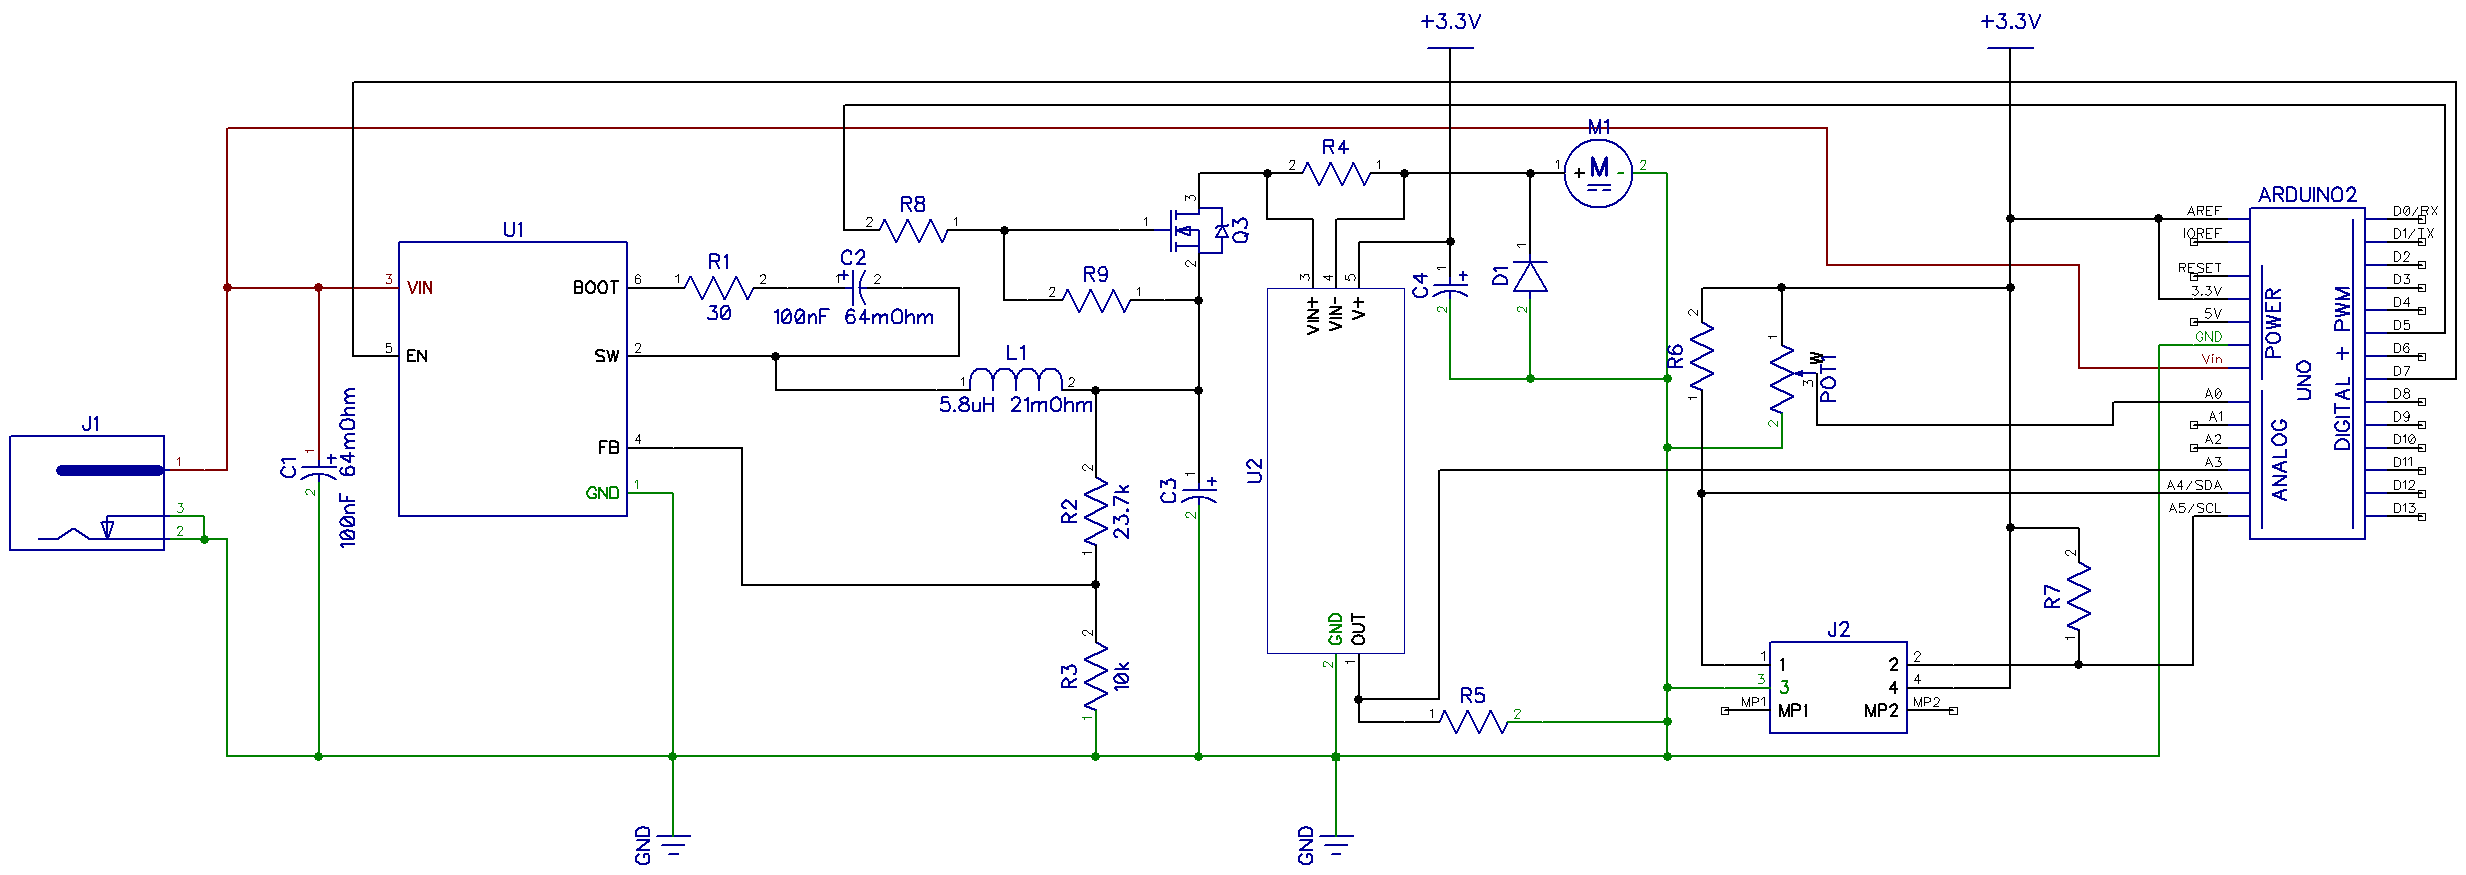 +3.3V
+3.3V
M1
1
+ M -
2
R4
2
1
ARDUINO2
R8
2
1
1
3
Q3
2
AREF
IOREF
RESET
3.3V
5V
GND
Vin
A0
A1
A2
A3
A4/SDA
A5/SCL
POWER
ANALOG
UNO
DIGITAL + PWM
D0/RX
D1/TX
D2
D3
D4
D5
D6
D7
D8
D9
D10
D11
D12
D13
U1
3
VIN
5
EN
BOOT
6
SW
2
FB
4
GND
1
R1
1
2
30
C2
+
2
100nF 64mOhm
R9
2
1
L1
1
2
5.8uH 21mOhm
3
4
5
VIN+
VIN-
V+
U2
GND
OUT
2
1
C4
1
+
2
D1
1
2
R6
2
1
POT1
W
1
3
2
J1
1
3
2
C1
1
+
2
100nF 64mOhm
R2
2
1
23.7k
C3
1
+
2
R3
2
1
10k
R5
1
2
R7
2
1
J2
1
1
3
3
MP1
MP1
2
2
4
4
MP2
MP2
GND
GND